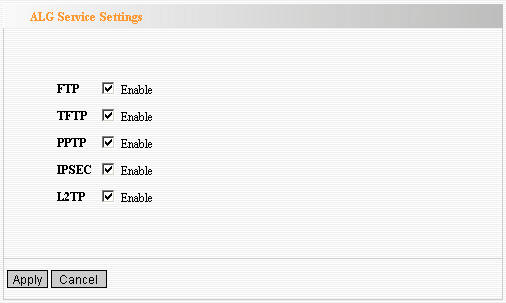 ALG Service Settings
FTP Enable
TFTP Enable
PPTP Enable
IPSEC Enable
L2TP Enable
Apply Cancel